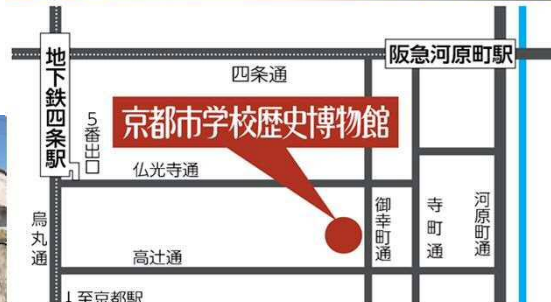 地下鉄四条駅
阪急河原町駅
四条通
5番出口
京都市学校歴史博物館
仏光寺通
烏丸通
御幸町通
寺町通
河原町通
高辻通
↓至京都駅